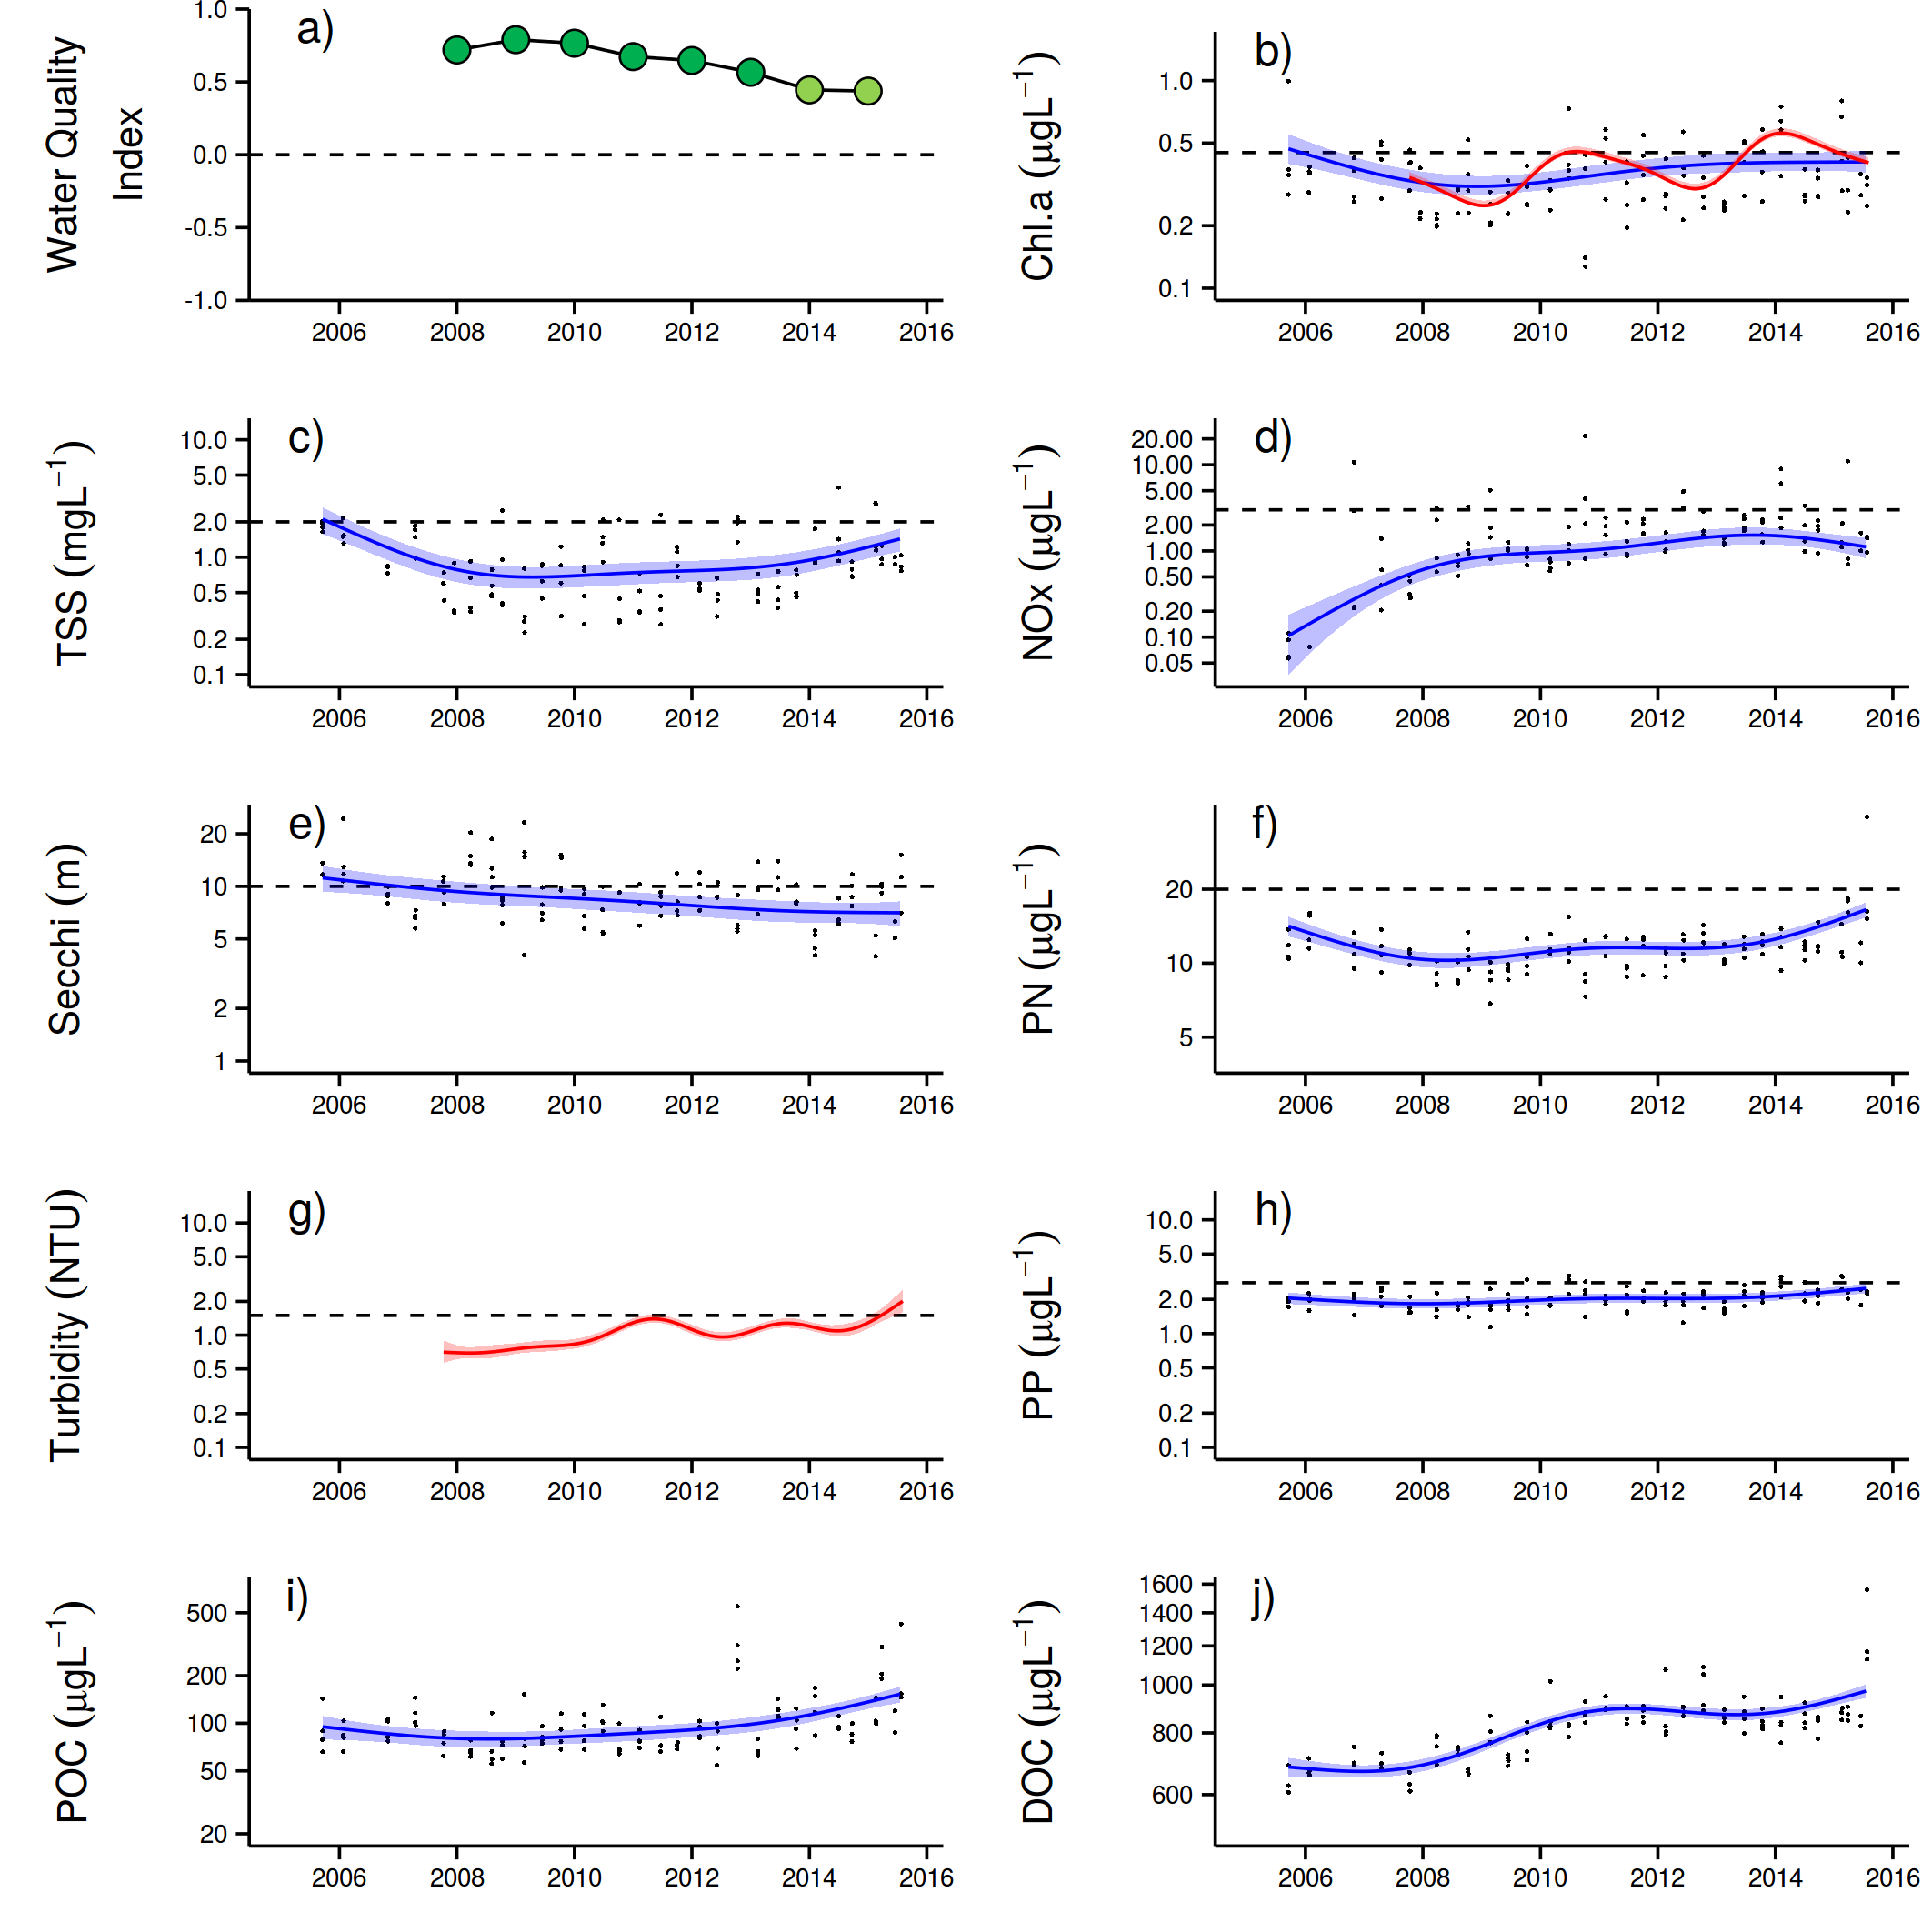 a)
Water Quality
Index
1.0
0.5
0.0
-0.5
-1.0
2006 2008 2010 2012 2014 2016
b)
Chl.a (µgL−1)
1.0
0.5
0.2
0.1
2006 2008 2010 2012 2014 2016
c)
TSS (mgL−1)
10.0
5.0
2.0
1.0
0.5
0.2
0.1
2006 2008 2010 2012 2014 2016
d)
NOx (µgL−1)
20.00
10.00
5.00
2.00
1.00
0.50
0.20
0.10
0.05
2006 2008 2010 2012 2014 2016
e)
Secchi (m)
20
10
5
2
1
2006 2008 2010 2012 2014 2016
f)
PN (µgL−1)
20
10
5
2006 2008 2010 2012 2014 2016
g)
Turbidity (NTU)
10.0
5.0
2.0
1.0
0.5
0.2
0.1
2006 2008 2010 2012 2014 2016
h)
PP (µgL−1)
10.0
5.0
2.0
1.0
0.5
0.2
0.1
2006 2008 2010 2012 2014 2016
i)
POC (µgL−1)
500
200
100
50
20
2006 2008 2010 2012 2014 2016
j)
DOC (µgL−1)
1600
1400
1200
1000
800
600
2006 2008 2010 2012 2014 2016